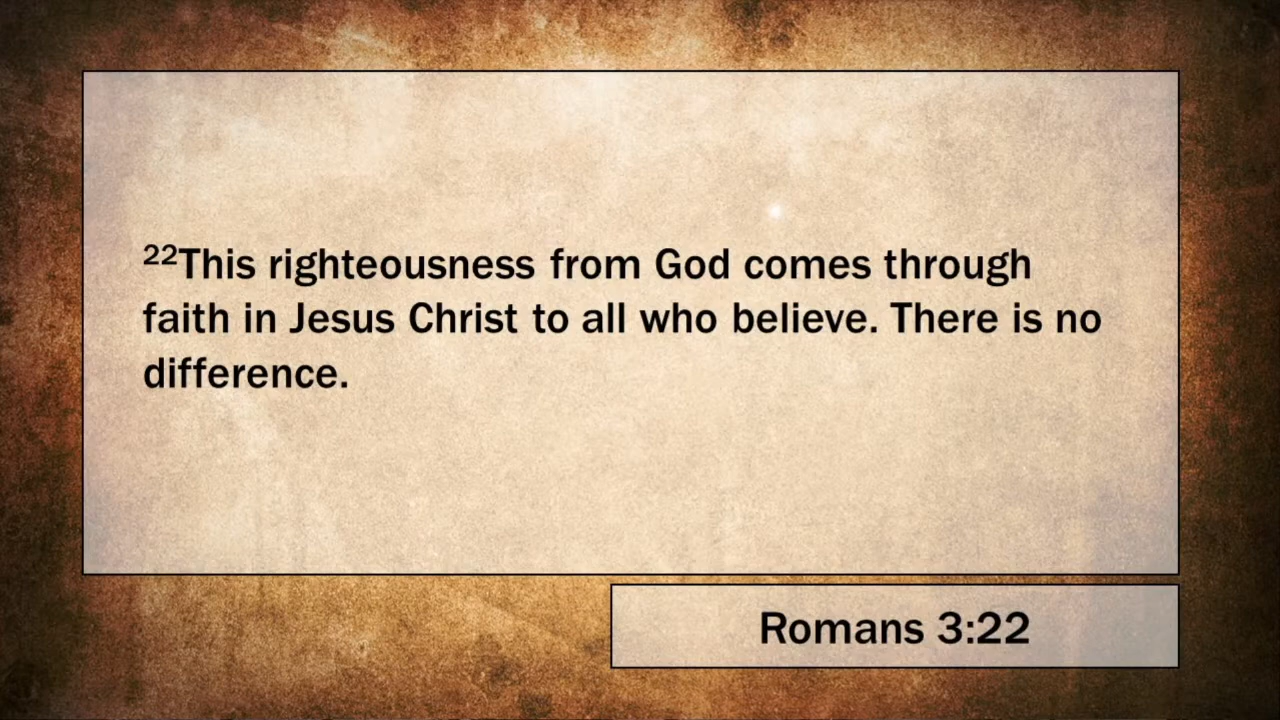 ²²This righteousness from God comes through
faith in Jesus Christ to all who believe. There is no
difference.
Romans 3:22